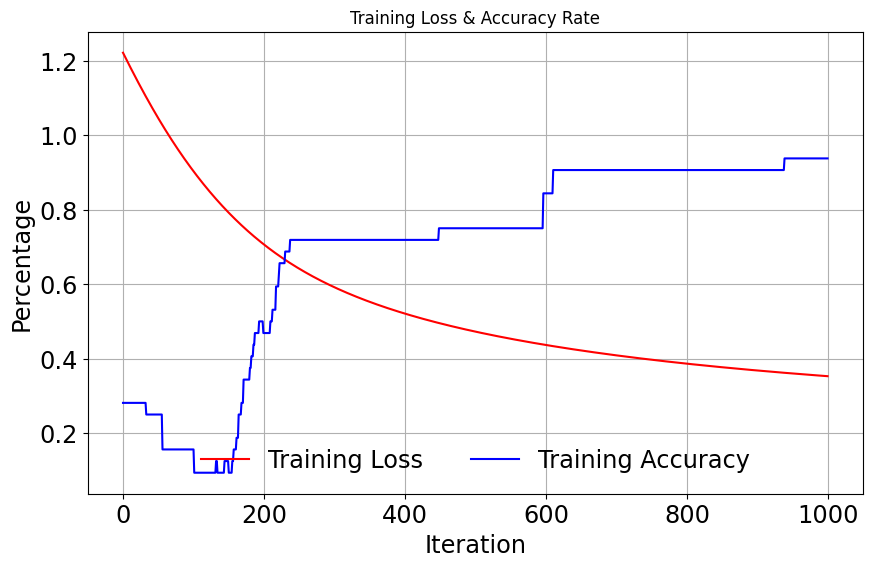 Training Loss & Accuracy Rate
1.2
1.0
0.8
0.6
0.4
0.2
Percentage
Training Loss
Training Accuracy
0
200
400
600
800
1000
Iteration